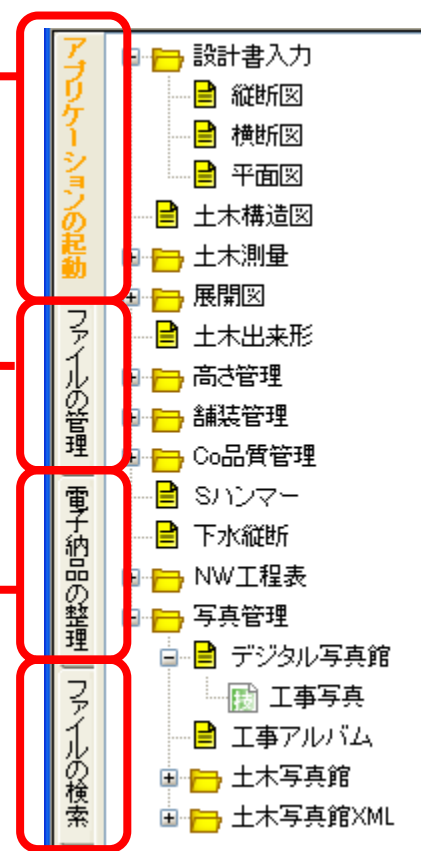 アプリケーションの起動
ファイルの管理
電子納品の整理
ファイルの検索
設計書入力
縦断図
横断図
平面図
土木構造図
土木測量
展開図
土木出来形
高さ管理
舗装管理
Co品質管理
Sハンマー
下水縦断
NW工程表
写真管理
デジタル写真館
技 工事写真
工事アルバム
土木写真館
土木写真館XML